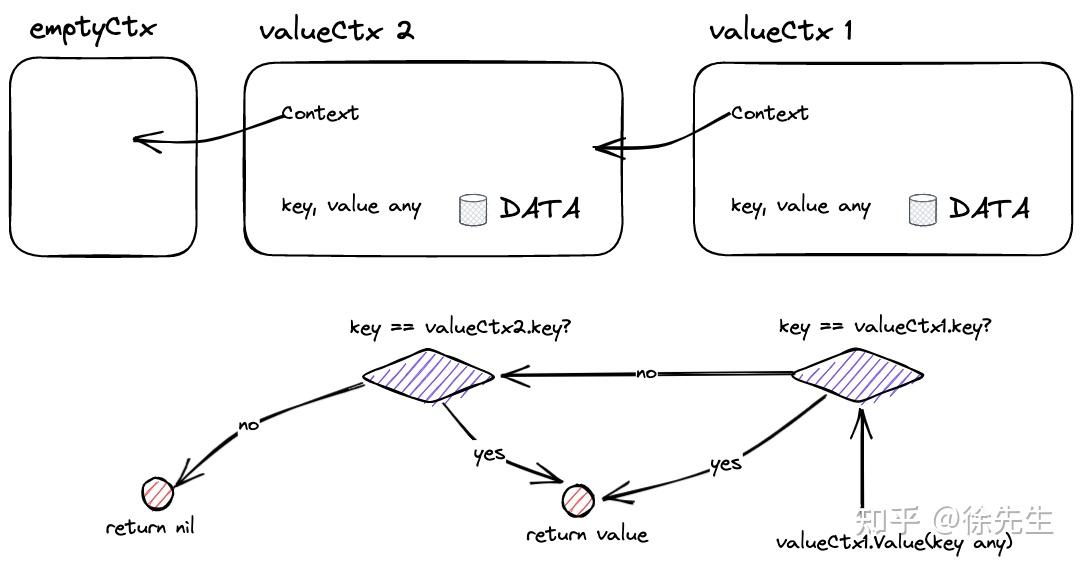 emptyCtx
valueCtx 2
valueCtx 1
Context
Context
key, value any
DATA
key, value any
DATA
key == valueCtx2.key?
key == valueCtx1.key?
no
no
yes
yes
return nil
return value
知乎 @徐先生
valueCtx1.Value(key any)